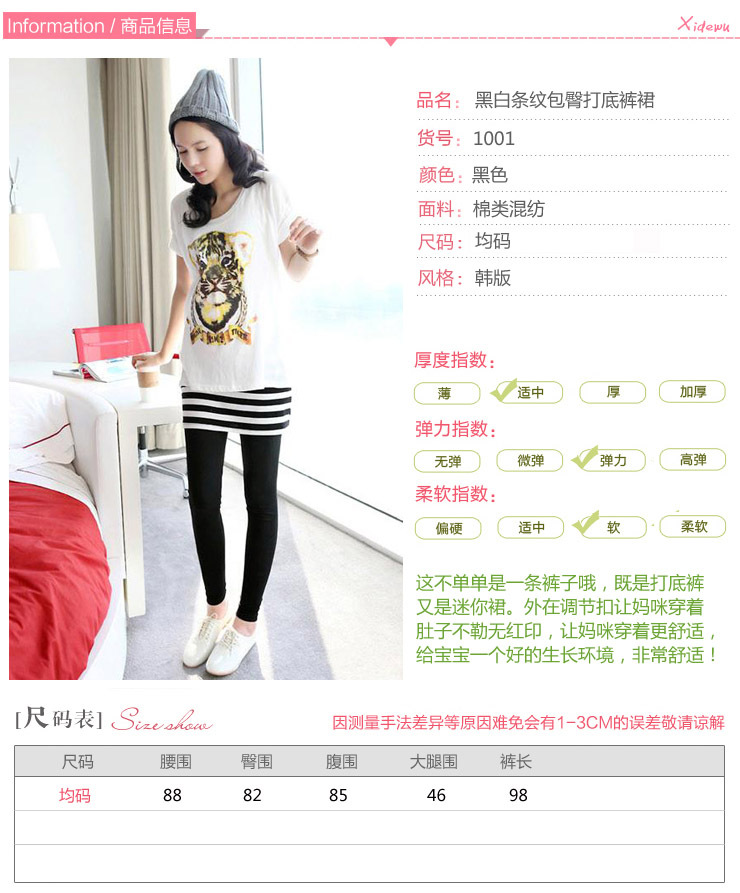 Information / 商品信息
Xidewu
品名： 黑白条纹包臀打底裤裙
货号： 1001
颜色： 黑色
面料： 棉类混纺
尺码： 均码
风格： 韩版
厚度指数：
薄 适中 厚 加厚
弹力指数：
无弹 微弹 弹力 高弹
柔软指数：
偏硬 适中 软 柔软
这不单单是一条裤子哦，既是打底裤
又是迷你裙。外在调节扣让妈咪穿着
肚子不勒无红印，让妈咪穿着更舒适，
给宝宝一个好的生长环境，非常舒适！
[尺码表] Size show
因测量手法差异等原因难免会有1-3CM的误差敬请谅解
尺码 腰围 臀围 腹围 大腿围 裤长
均码 88 82 85 46 98